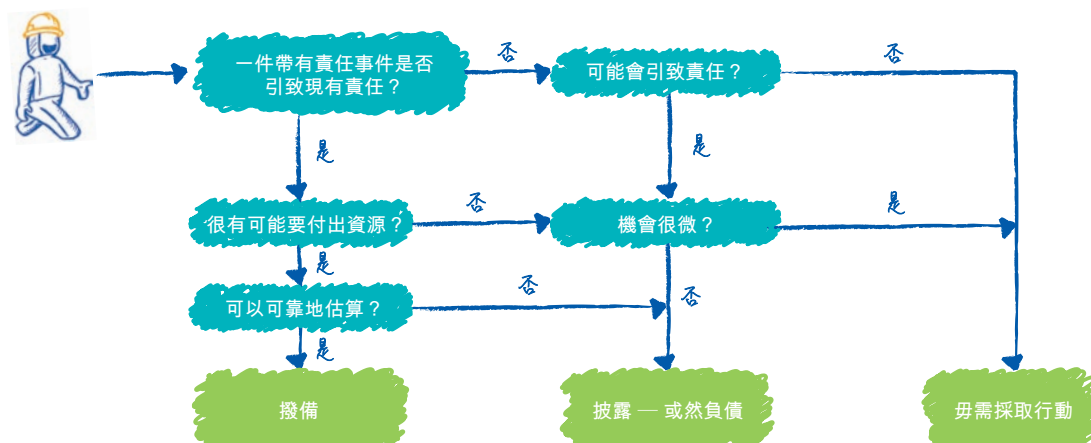 一件帶有責任事件是否
引致現有責任？
否
可能會引致責任？
否
是
是
很有可能要付出資源？
否
機會很微？
是
是
可以可靠地估算？
否
否
是
撥備
披露 — 或然負債
毋需採取行動